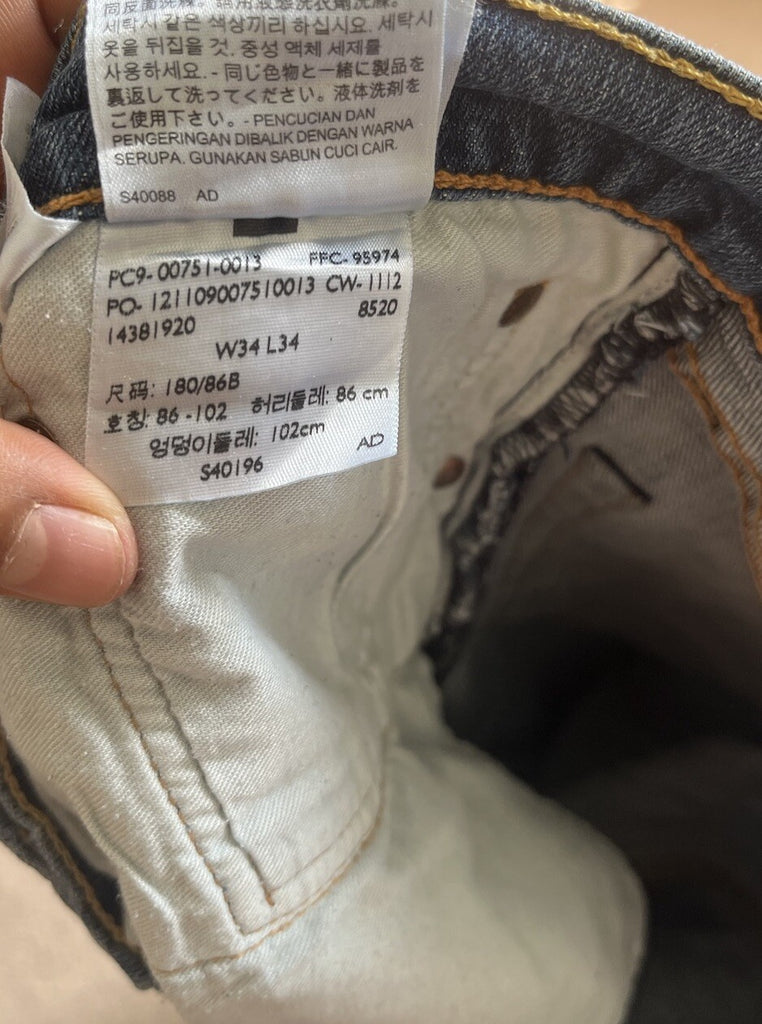 세탁시 같은 색상끼리 하십시요. 세탁시
옷을 뒤집을 것. 중성 액체 세제를
사용하세요. - 同じ色物と一緒に製品を
裏返して洗ってください。液体洗剤を
ご使用下さい。- PENCUCIAN DAN
PENGERINGAN DIBALIK DENGAN WARNA
SERUPA. GUNAKAN SABUN CUCI CAIR.
S40088 AD
PC9- 00751-0013 FFC- 95974
PO- 121109007510013 CW- 1112
14381920 8520
W34 L34
尺码: 180/86B
호칭: 86 -102 허리둘레: 86 cm
엉덩이둘레: 102cm AD
S40196